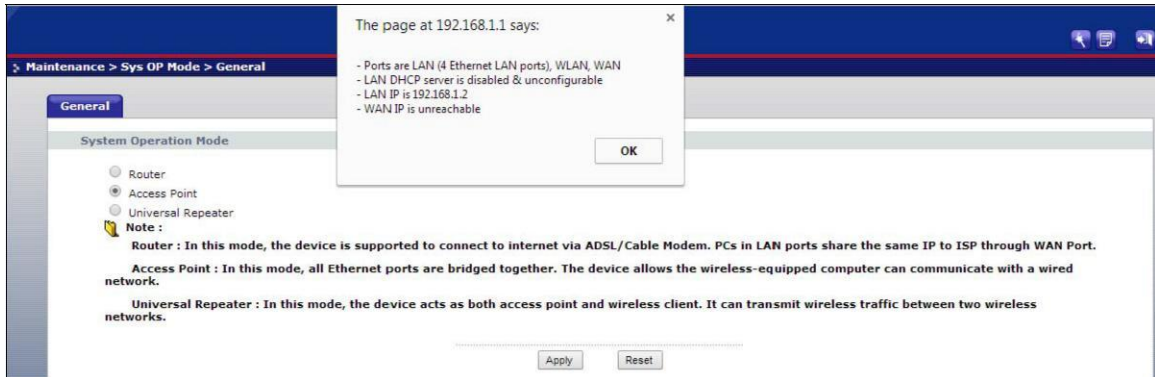 The page at 192.168.1.1 says:
- Ports are LAN (4 Ethernet LAN ports), WLAN, WAN
- LAN DHCP server is disabled & unconfigurable
- LAN IP is 192.168.1.2
- WAN IP is unreachable
OK
Maintenance > Sys OP Mode > General
General
System Operation Mode
Router
Access Point
Universal Repeater
Note :
Router : In this mode, the device is supported to connect to internet via ADSL/Cable Modem. PCs in LAN ports share the same IP to ISP through WAN Port.
Access Point : In this mode, all Ethernet ports are bridged together. The device allows the wireless-equipped computer can communicate with a wired
network.
Universal Repeater : In this mode, the device acts as both access point and wireless client. It can transmit wireless traffic between two wireless
networks.
Apply Reset